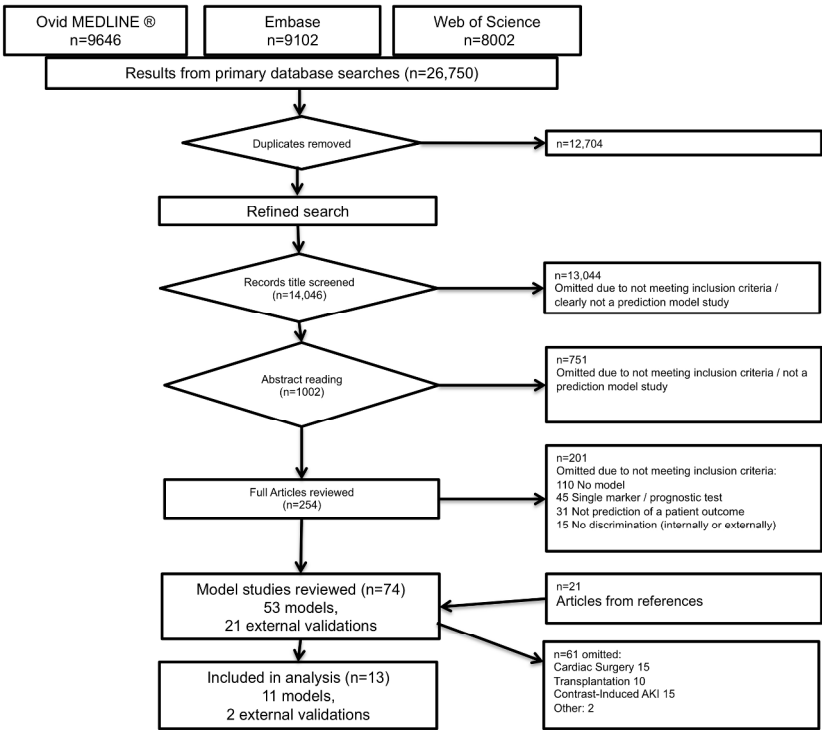 Ovid MEDLINE ®
n=9646
Embase
n=9102
Web of Science
n=8002
Results from primary database searches (n=26,750)
Duplicates removed
n=12,704
Refined search
Records title screened
(n=14,046)
n=13,044
Omitted due to not meeting inclusion criteria /
clearly not a prediction model study
Abstract reading
(n=1002)
n=751
Omitted due to not meeting inclusion criteria / not a
prediction model study
Full Articles reviewed
(n=254)
n=201
Omitted due to not meeting inclusion criteria:
110 No model
45 Single marker / prognostic test
31 Not prediction of a patient outcome
15 No discrimination (internally or externally)
Model studies reviewed (n=74)
53 models,
21 external validations
n=21
Articles from references
n=61 omitted:
Cardiac Surgery 15
Transplantation 10
Contrast-Induced AKI 15
Other: 2
Included in analysis (n=13)
11 models,
2 external validations